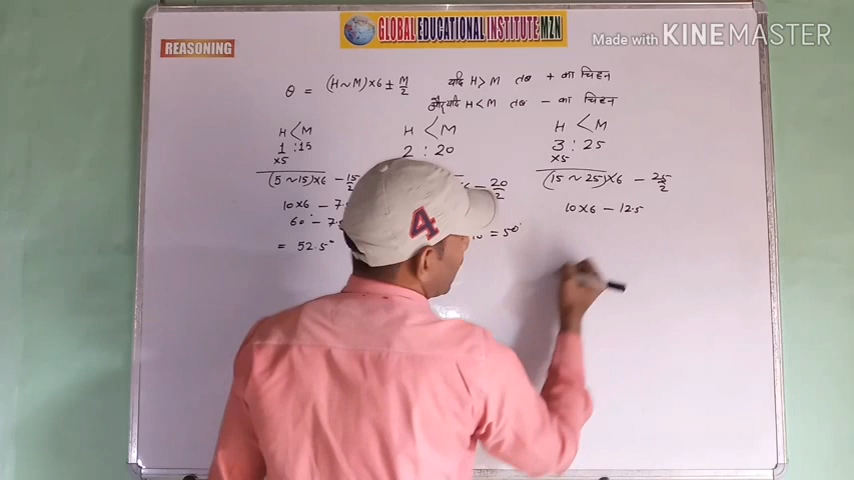 GLOBAL EDUCATIONAL INSTITUTE MZN
Made with KINEMASTER
REASONING
θ = (H~M)×6 ± M/2 यदि H>M तब + का चिहन
और यदि H<M तब - का चिहन
H < M H < M H < M
1 : 15 2 : 20 3 : 25
×5 ×5
(5~15)×6 - 15/2 - 20/2 (15~25)×6 - 25/2
10×6 - 7. 10×6 - 12.5
60° - 7.
= 52.5° = 50°
4